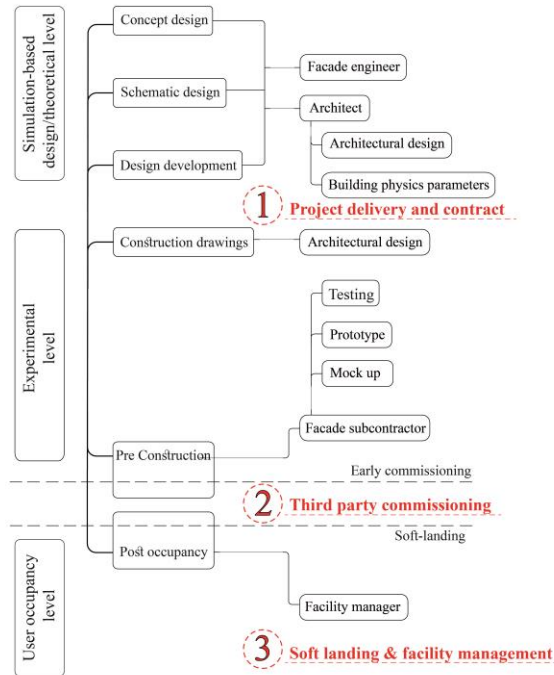 Simulation-based
design/theoretical level
Concept design
Schematic design
Design development
Facade engineer
Architect
Architectural design
Building physics parameters
1 Project delivery and contract
Experimental
level
Construction drawings
Architectural design
Testing
Prototype
Mock up
Facade subcontractor
Pre Construction
Early commissioning
2 Third party commissioning
Soft-landing
User occupancy
level
Post occupancy
Facility manager
3 Soft landing & facility management